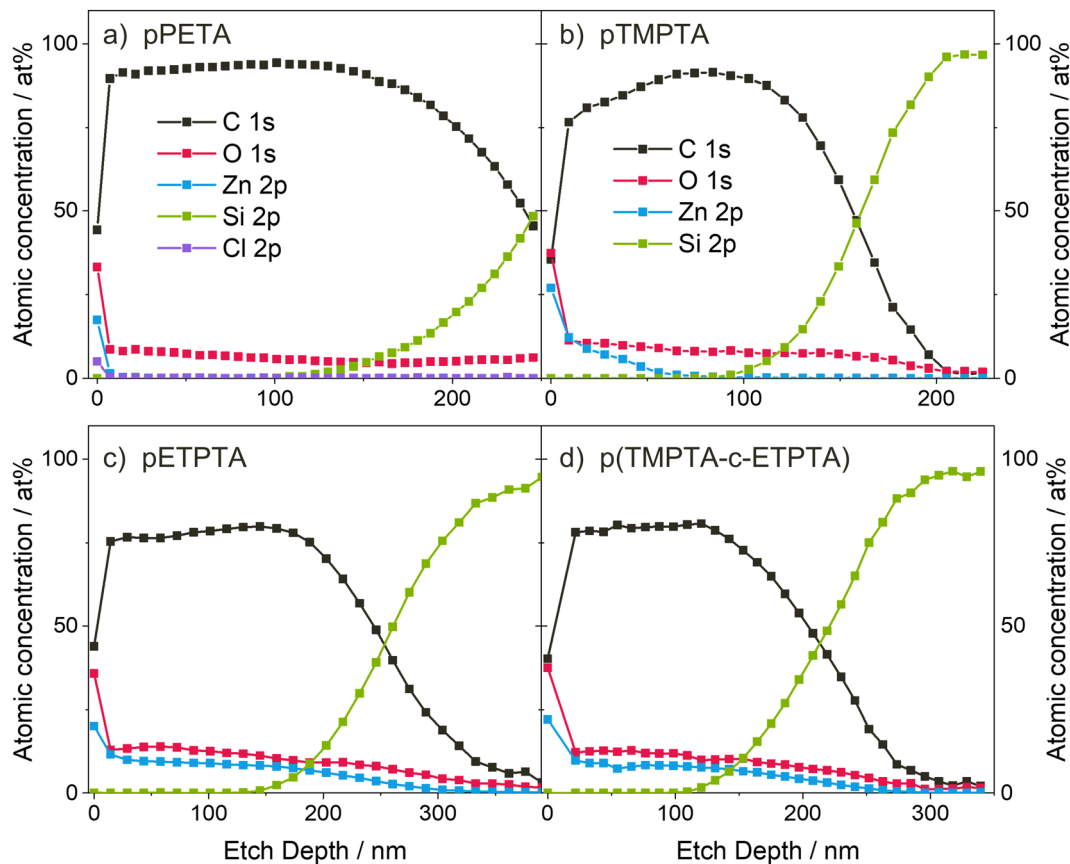 a) pPETA
b) pTMPTA
100
100
C 1s
O 1s
Zn 2p
Si 2p
Cl 2p
C 1s
O 1s
Zn 2p
Si 2p
50
50
0
0
0
100
200
0
100
200
Atomic concentration / at%
Atomic concentration / at%
c) pETPTA
d) p(TMPTA-c-ETPTA)
100
100
50
50
0
0
0
100
200
300
0
100
200
300
Atomic concentration / at%
Atomic concentration / at%
Etch Depth / nm
Etch Depth / nm